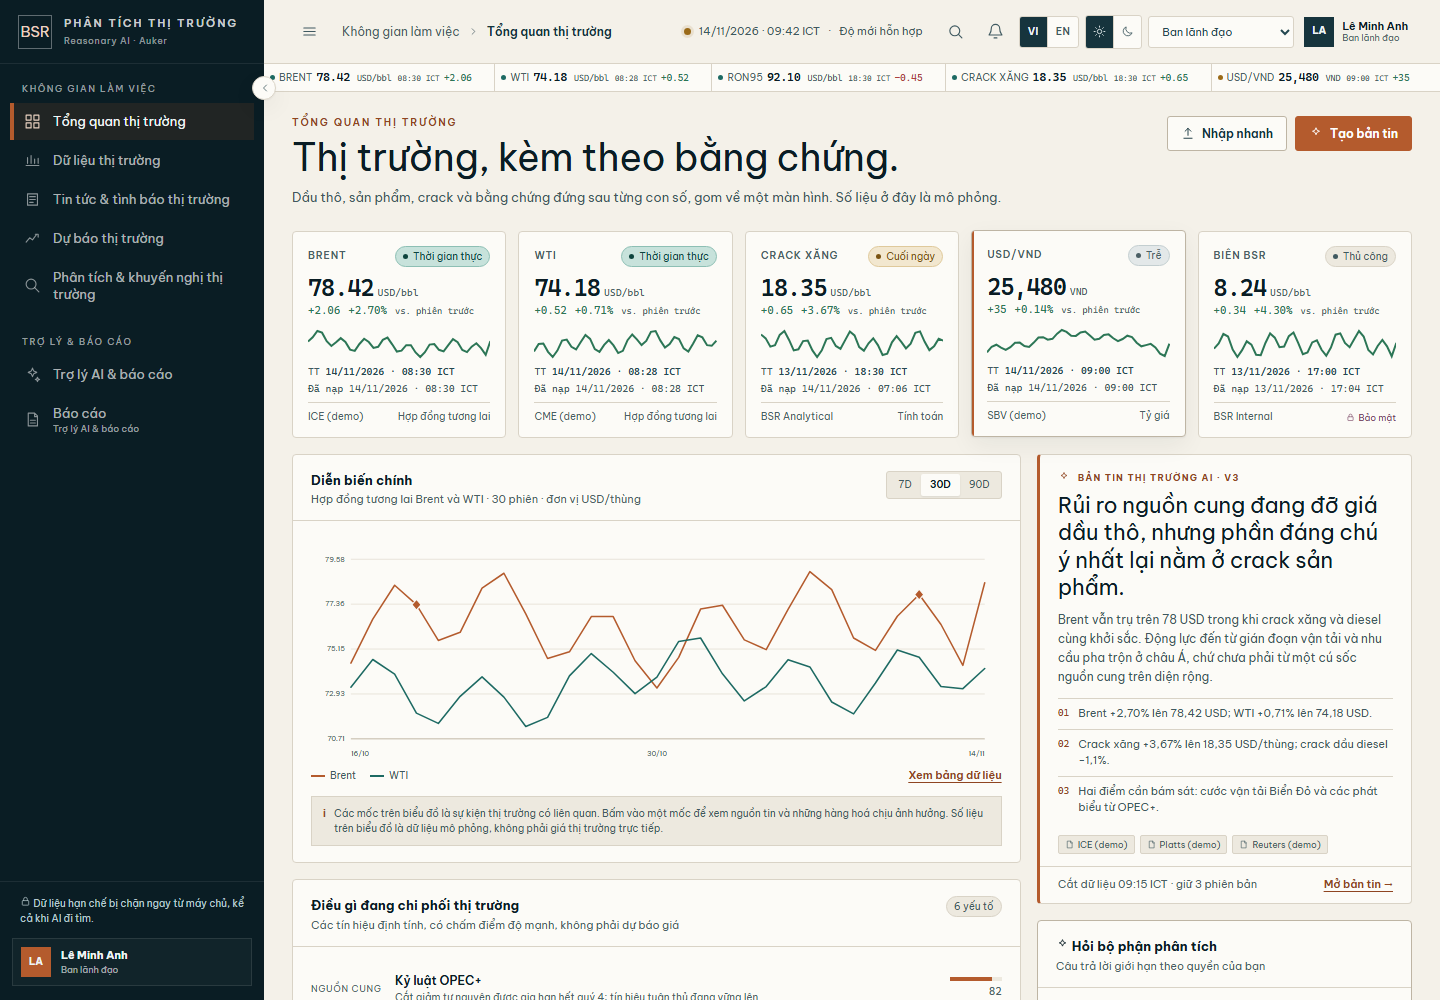 BSR
PHÂN TÍCH THỊ TRƯỜNG
Reasonary AI · Auker
KHÔNG GIAN LÀM VIỆC
Tổng quan thị trường
Dữ liệu thị trường
Tin tức & tình báo thị trường
Dự báo thị trường
Phân tích & khuyến nghị thị
trường
TRỢ LÝ & BÁO CÁO
Trợ lý AI & báo cáo
Báo cáo
Trợ lý AI & báo cáo
Dữ liệu hạn chế bị chặn ngay từ máy chủ, kể
cả khi AI đi tìm.
LA
Lê Minh Anh
Ban lãnh đạo
Không gian làm việc
Tổng quan thị trường
14/11/2026 · 09:42 ICT · Độ mới hỗn hợp
VI
EN
Ban lãnh đạo
LA
Lê Minh Anh
Ban lãnh đạo
BRENT 78.42 USD/bbl 08:30 ICT +2.06
WTI 74.18 USD/bbl 08:28 ICT +0.52
RON95 92.10 USD/bbl 18:30 ICT −0.45
CRACK XĂNG 18.35 USD/bbl 18:30 ICT +0.65
USD/VND 25,480 VND 09:00 ICT +35
TỔNG QUAN THỊ TRƯỜNG
Thị trường, kèm theo bằng chứng.
Dầu thô, sản phẩm, crack và bằng chứng đứng sau từng con số, gom về một màn hình. Số liệu ở đây là mô phỏng.
Nhập nhanh
Tạo bản tin
BRENT
Thời gian thực
78.42 USD/bbl
+2.06 +2.70% vs. phiên trước
TT 14/11/2026 · 08:30 ICT
Đã nạp 14/11/2026 · 08:30 ICT
ICE (demo)
Hợp đồng tương lai
WTI
Thời gian thực
74.18 USD/bbl
+0.52 +0.71% vs. phiên trước
TT 14/11/2026 · 08:28 ICT
Đã nạp 14/11/2026 · 08:28 ICT
CME (demo)
Hợp đồng tương lai
CRACK XĂNG
Cuối ngày
18.35 USD/bbl
+0.65 +3.67% vs. phiên trước
TT 13/11/2026 · 18:30 ICT
Đã nạp 14/11/2026 · 07:06 ICT
BSR Analytical
Tính toán
USD/VND
Trễ
25,480 VND
+35 +0.14% vs. phiên trước
TT 14/11/2026 · 09:00 ICT
Đã nạp 14/11/2026 · 09:00 ICT
SBV (demo)
Tỷ giá
BIÊN BSR
Thủ công
8.24 USD/bbl
+0.34 +4.30% vs. phiên trước
TT 13/11/2026 · 17:00 ICT
Đã nạp 13/11/2026 · 17:04 ICT
BSR Internal
Bảo mật
Diễn biến chính
Hợp đồng tương lai Brent và WTI · 30 phiên · đơn vị USD/thùng
7D
30D
90D
79.58
77.36
75.15
72.93
70.71
16/10
30/10
14/11
Brent
WTI
Xem bảng dữ liệu
i Các mốc trên biểu đồ là sự kiện thị trường có liên quan. Bấm vào một mốc để xem nguồn tin và những hàng hoá chịu ảnh hưởng. Số liệu
trên biểu đồ là dữ liệu mô phỏng, không phải giá thị trường trực tiếp.
Điều gì đang chi phối thị trường
Các tín hiệu định tính, có chấm điểm độ mạnh, không phải dự báo giá
6 yếu tố
NGUỒN CUNG
Kỷ luật OPEC+
Cắt giảm tự nguyện được gia hạn hết quý 4; tín hiệu tuân thủ đang vững lên
82
BẢN TIN THỊ TRƯỜNG AI · V3
Rủi ro nguồn cung đang đỡ giá
dầu thô, nhưng phần đáng chú
ý nhất lại nằm ở crack sản
phẩm.
Brent vẫn trụ trên 78 USD trong khi crack xăng và diesel
cùng khởi sắc. Động lực đến từ gián đoạn vận tải và nhu
cầu pha trộn ở châu Á, chứ chưa phải từ một cú sốc
nguồn cung trên diện rộng.
01 Brent +2,70% lên 78,42 USD; WTI +0,71% lên 74,18 USD.
02 Crack xăng +3,67% lên 18,35 USD/thùng; crack dầu diesel
−1,1%.
03 Hai điểm cần bám sát: cước vận tải Biển Đỏ và các phát
biểu từ OPEC+.
ICE (demo)
Platts (demo)
Reuters (demo)
Cắt dữ liệu 09:15 ICT · giữ 3 phiên bản
Mở bản tin →
Hỏi bộ phận phân tích
Câu trả lời giới hạn theo quyền của bạn